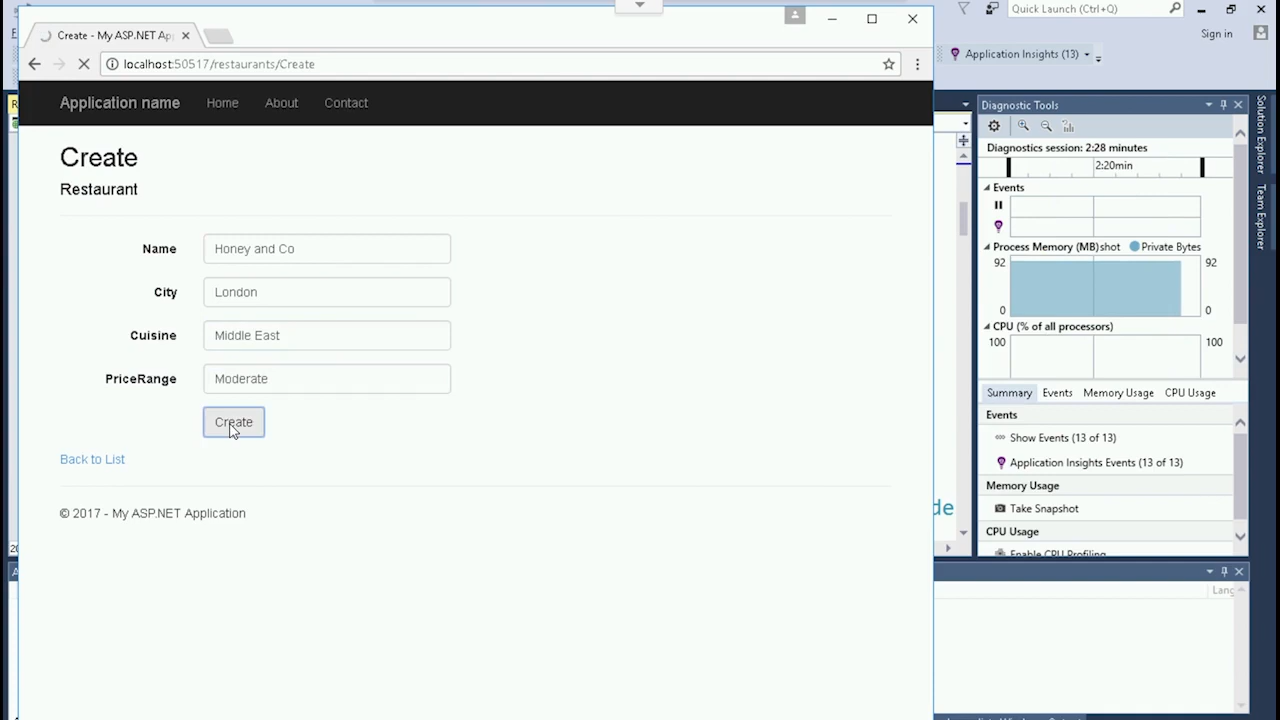 Quick Launch (Ctrl+Q)
Create - My ASP.NET Ap
Sign in
localhost:50517/restaurants/Create
Application Insights (13)
Application name Home About Contact
Diagnostic Tools
Create
Diagnostics session: 2:28 minutes
2:20min
Restaurant
Events
Name Honey and Co
Process Memory (MB) shot Private Bytes
92 92
City London
0 0
Cuisine Middle East
CPU (% of all processors)
100 100
PriceRange Moderate
Summary Events Memory Usage CPU Usage
Create
Events
Show Events (13 of 13)
Back to List
Application Insights Events (13 of 13)
Memory Usage
© 2017 - My ASP.NET Application
de
Take Snapshot
CPU Usage
Enable CPU Profiling
Lang
Solution Explorer
Team Explorer